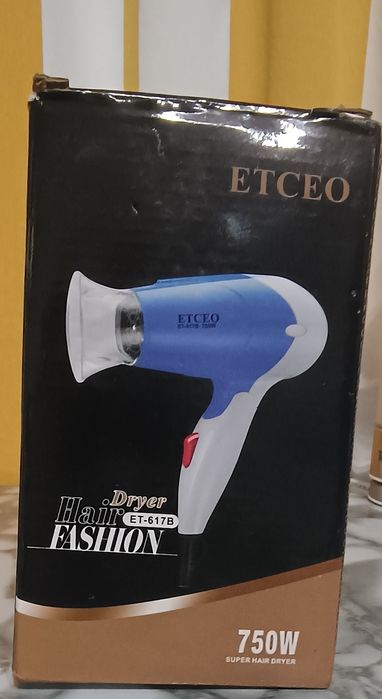 ETCEO
ETCEO
ET-617B 750W
Dryer
Hair
ET-617B
FASHION
750W
SUPER HAIR DRYER